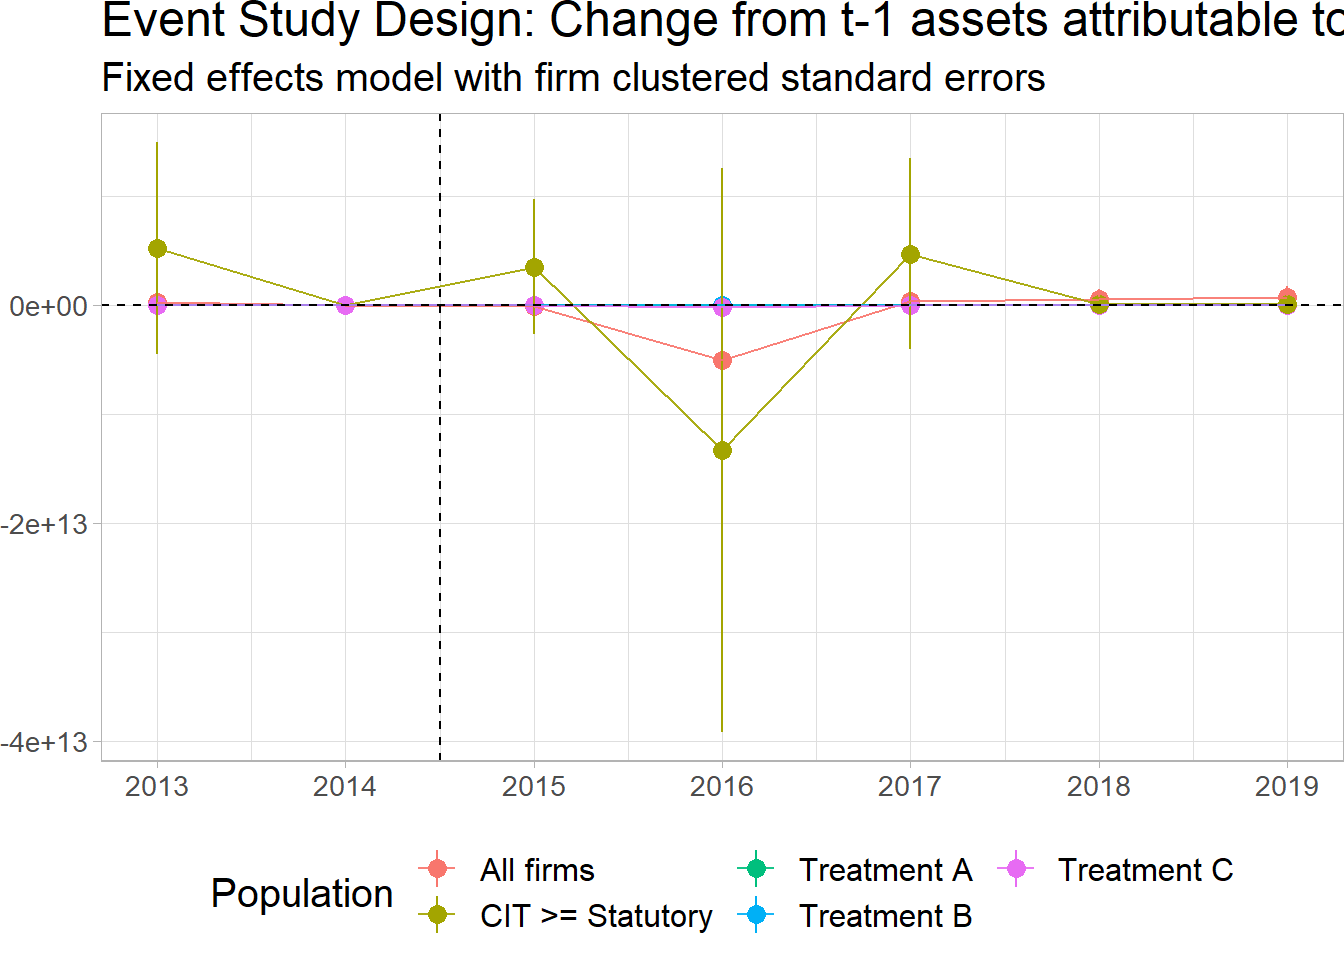 Event Study Design: Change from t-1 assets attributable to
Fixed effects model with firm clustered standard errors
0e+00
-2e+13
-4e+13
2013 2014 2015 2016 2017 2018 2019
Population
All firms Treatment A Treatment C
CIT >= Statutory Treatment B